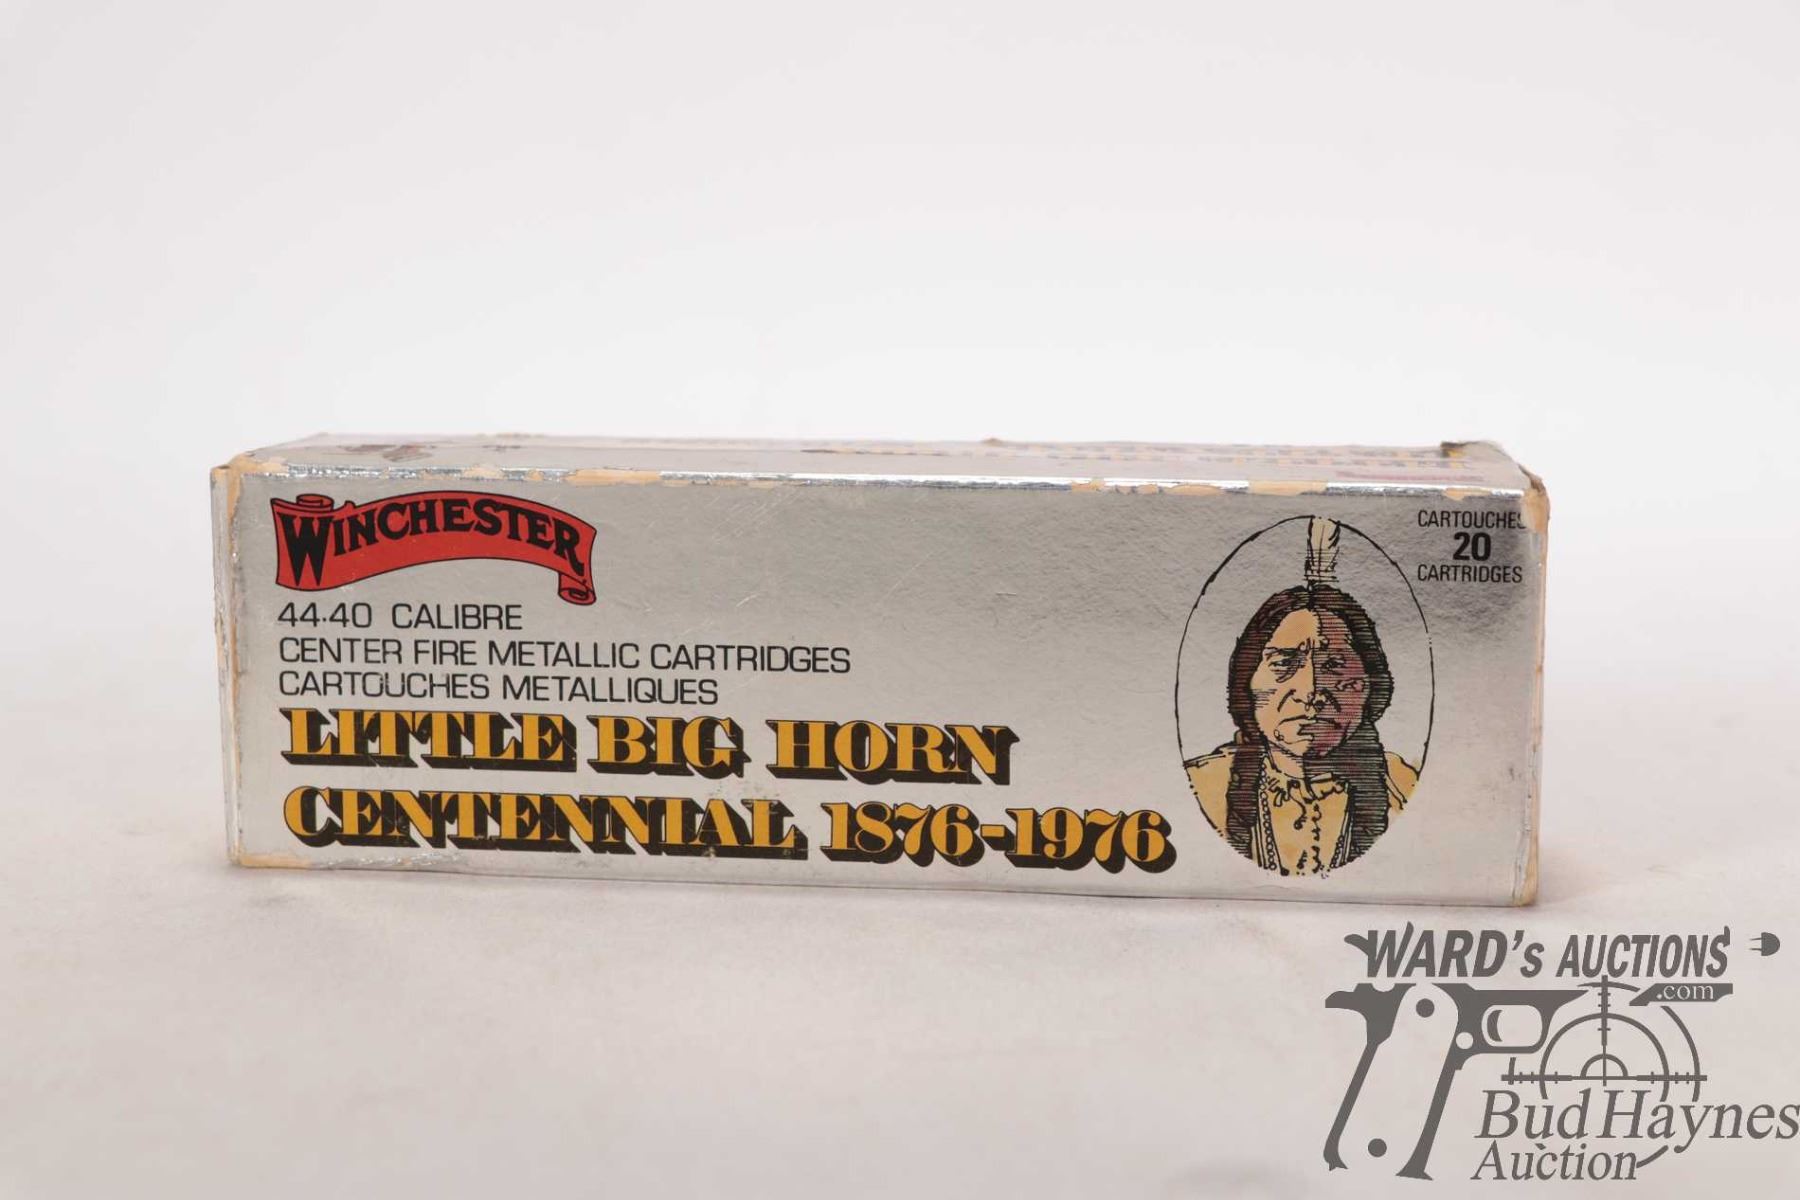 WINCHESTER
44·40 CALIBRE
CENTER FIRE METALLIC CARTRIDGES
CARTOUCHES METALLIQUES
LITTLE BIG HORN
CENTENNIAL 1876-1976
CARTOUCHES
20
CARTRIDGES
WARD's AUCTIONS
.com
Bud Haynes
Auction